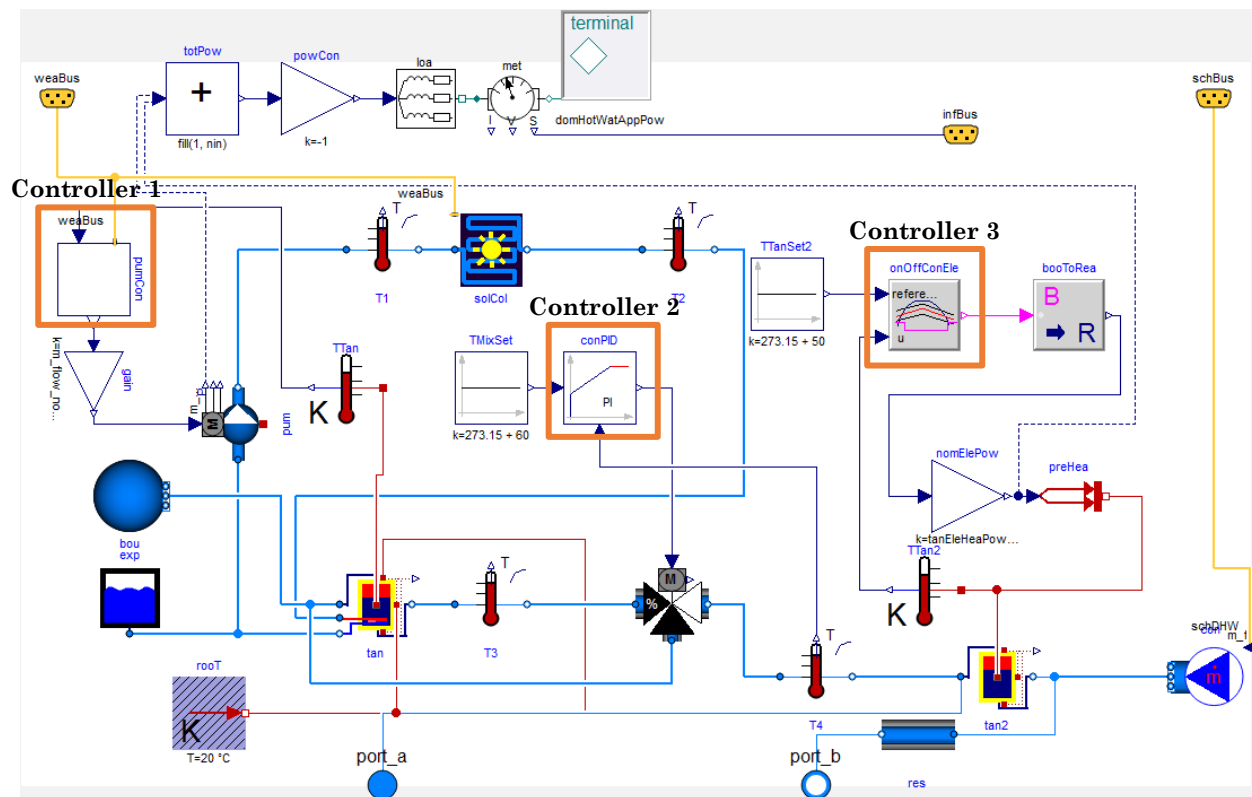 terminal
totPow
powCon
loa
met
weaBus
schBus
+
I V S
domHotWatAppPow
infBus
fill(1, nin)
k=-1
Controller 1
weaBus
weaBus
T
T
Controller 3
TTanSet2
onOffConEle
booToRea
pumCon
refere...
B
T1
solCol
T2
u
R
Controller 2
k=273.15 + 50
TMixSet
conPID
TTan
k=m_flow_no...
gain
PI
K
M
pum
k=273.15 + 60
nomElePow
preHea
bou
exp
k=tanEleHeaPow...
TTan2
T
M
%
K
T
schDHW
con
m_f
tan
T3
rooT
K
T4
tan2
ṁ
T=20 °C
port_a
port_b
res